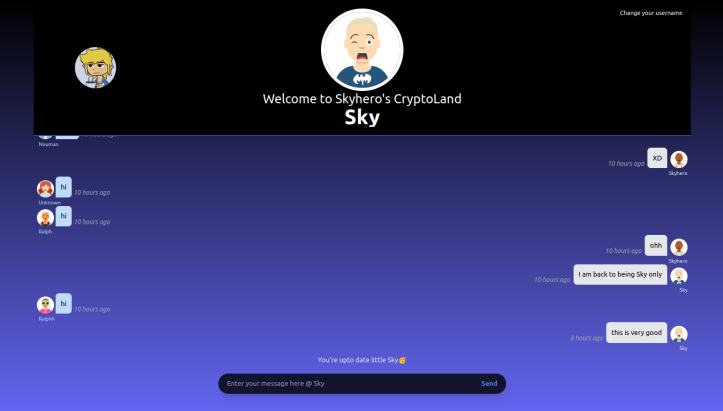 Change your username
Welcome to Skyhero's CryptoLand
Sky
Nouman
10 hours ago XD
Skyhero
hi 10 hours ago
Unknown
hi 10 hours ago
Ralph
10 hours ago ohh
Skyhero
10 hours ago I am back to being Sky only
Sky
hi 10 hours ago
Ralphh
8 hours ago this is very good
Sky
You're upto date little Sky🥳
Enter your message here @ Sky Send